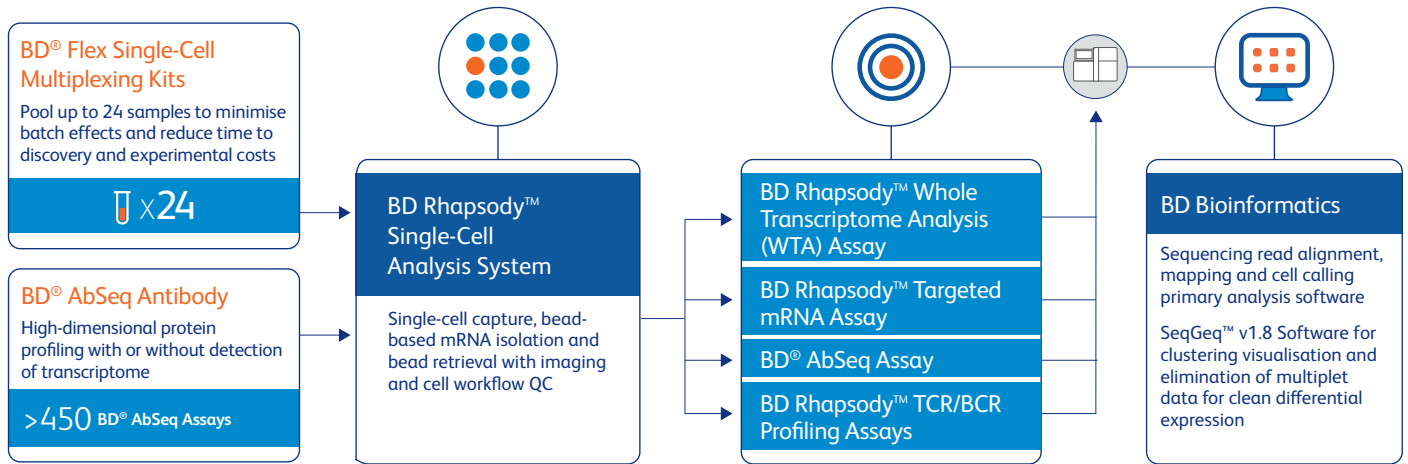 BD® Flex Single-Cell
Multiplexing Kits
Pool up to 24 samples to minimise
batch effects and reduce time to
discovery and experimental costs
x24
BD® AbSeq Antibody
High-dimensional protein
profiling with or without detection
of transcriptome
>450 BD® AbSeq Assays
BD Rhapsody™
Single-Cell
Analysis System
Single-cell capture, bead-
based mRNA isolation and
bead retrieval with imaging
and cell workflow QC
BD Rhapsody™ Whole
Transcriptome Analysis
(WTA) Assay
BD Rhapsody™ Targeted
mRNA Assay
BD® AbSeq Assay
BD Rhapsody™ TCR/BCR
Profiling Assays
BD Bioinformatics
Sequencing read alignment,
mapping and cell calling
primary analysis software
SeqGeq™ v1.8 Software for
clustering visualisation and
elimination of multiplet
data for clean differential
expression